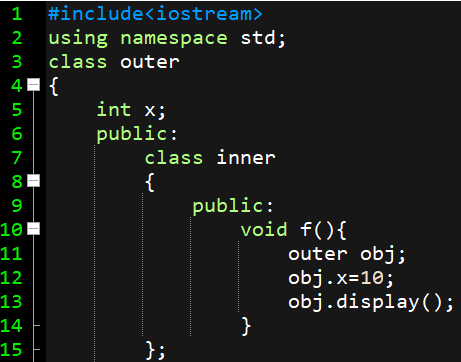 1 #include<iostream>
2 using namespace std;
3 class outer
4 {
5     int x;
6     public:
7         class inner
8         {
9             public:
10                 void f(){
11                     outer obj;
12                     obj.x=10;
13                     obj.display();
14                 }
15         };